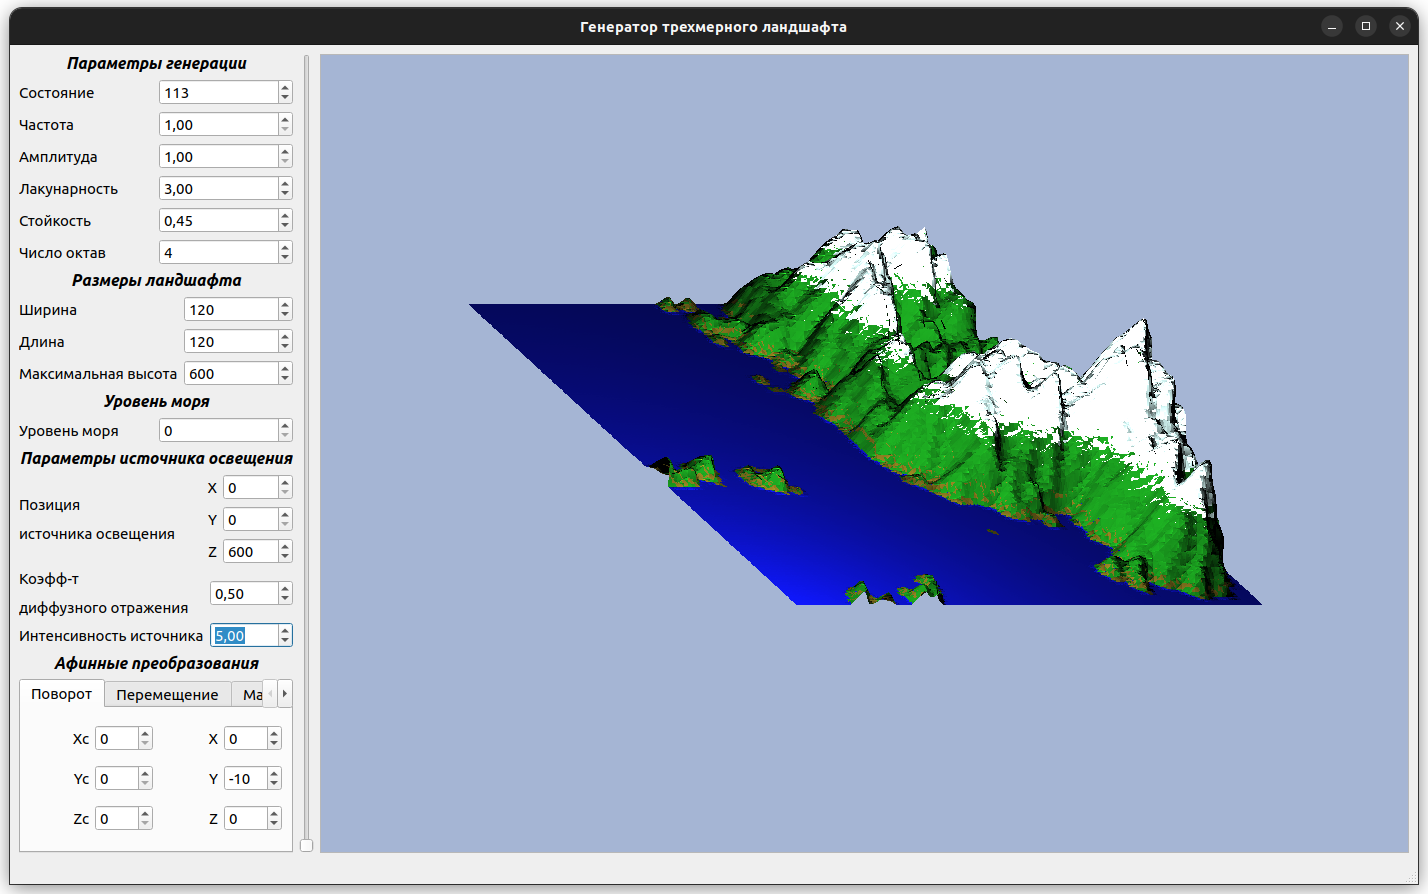 Генератор трехмерного ландшафта
Параметры генерации
Состояние 113
Частота 1,00
Амплитуда 1,00
Лакунарность 3,00
Стойкость 0,45
Число октав 4
Размеры ландшафта
Ширина 120
Длина 120
Максимальная высота 600
Уровень моря
Уровень моря 0
Параметры источника освещения
X 0
Позиция
Y 0
источника освещения
Z 600
Коэфф-т
0,50
диффузного отражения
Интенсивность источника 5,00
Афинные преобразования
Поворот Перемещение Ма
Xc 0 X 0
Yc 0 Y -10
Zc 0 Z 0